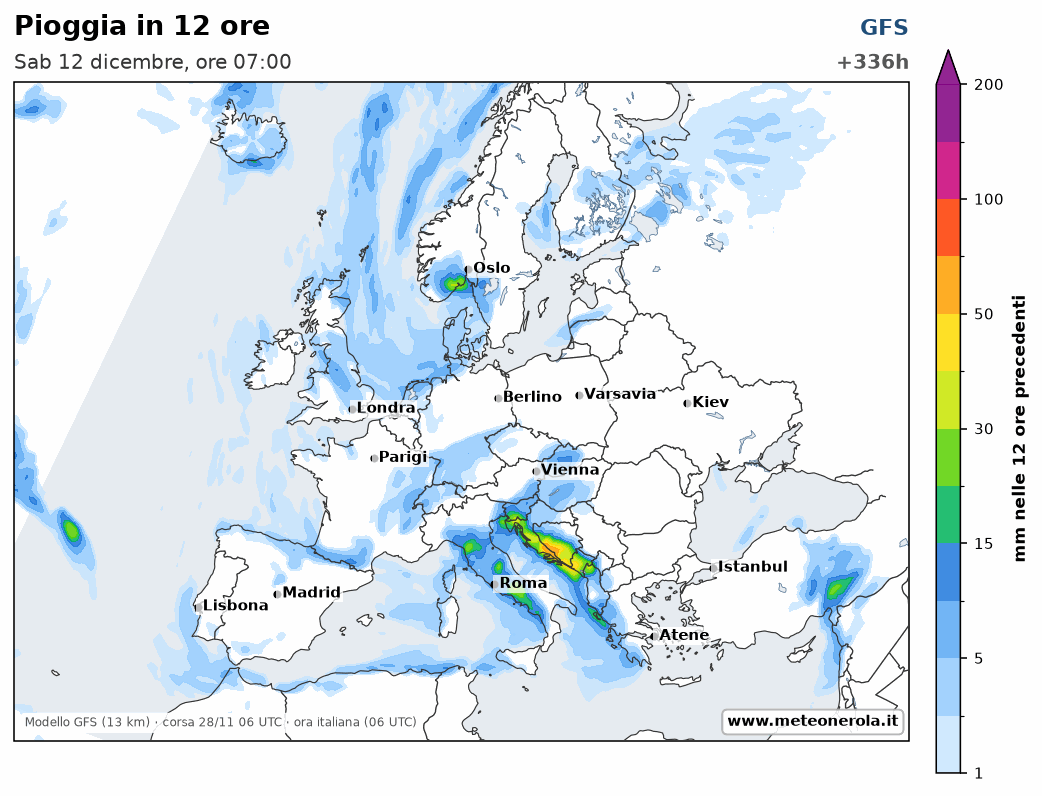 Pioggia in 12 ore
GFS
Sab 12 dicembre, ore 07:00
+336h
200
100
50
30
15
5
1
mm nelle 12 ore precedenti
Oslo
Berlino
Varsavia
Kiev
Londra
Parigi
Vienna
Istanbul
Roma
Madrid
Lisbona
Atene
Modello GFS (13 km) · corsa 28/11 06 UTC · ora italiana (06 UTC)
www.meteonerola.it